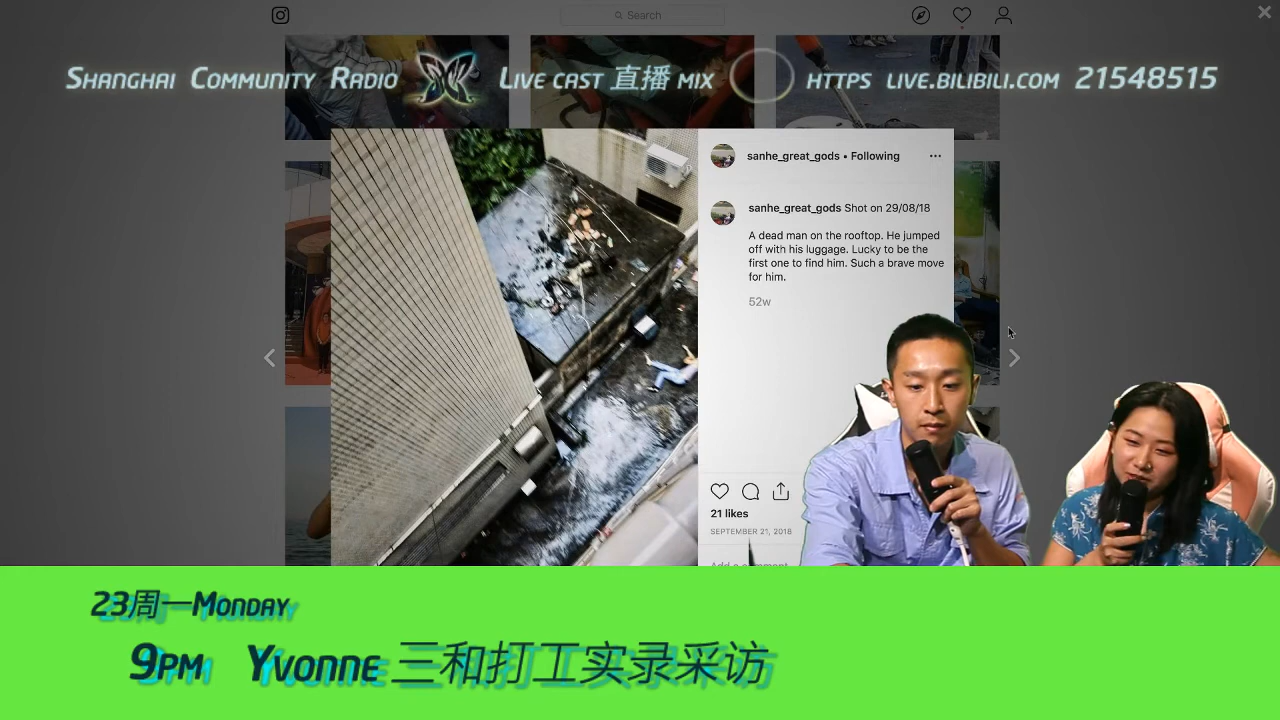 Search
Shanghai Community Radio Live cast 直播 mix https live.bilibili.com 21548515
sanhe_great_gods • Following
sanhe_great_gods Shot on 29/08/18
A dead man on the rooftop. He jumped
off with his luggage. Lucky to be the
first one to find him. Such a brave move
for him.
52w
21 likes
SEPTEMBER 21, 2018
Add a comment
23周一Monday
9pm Yvonne 三和打工实录采访